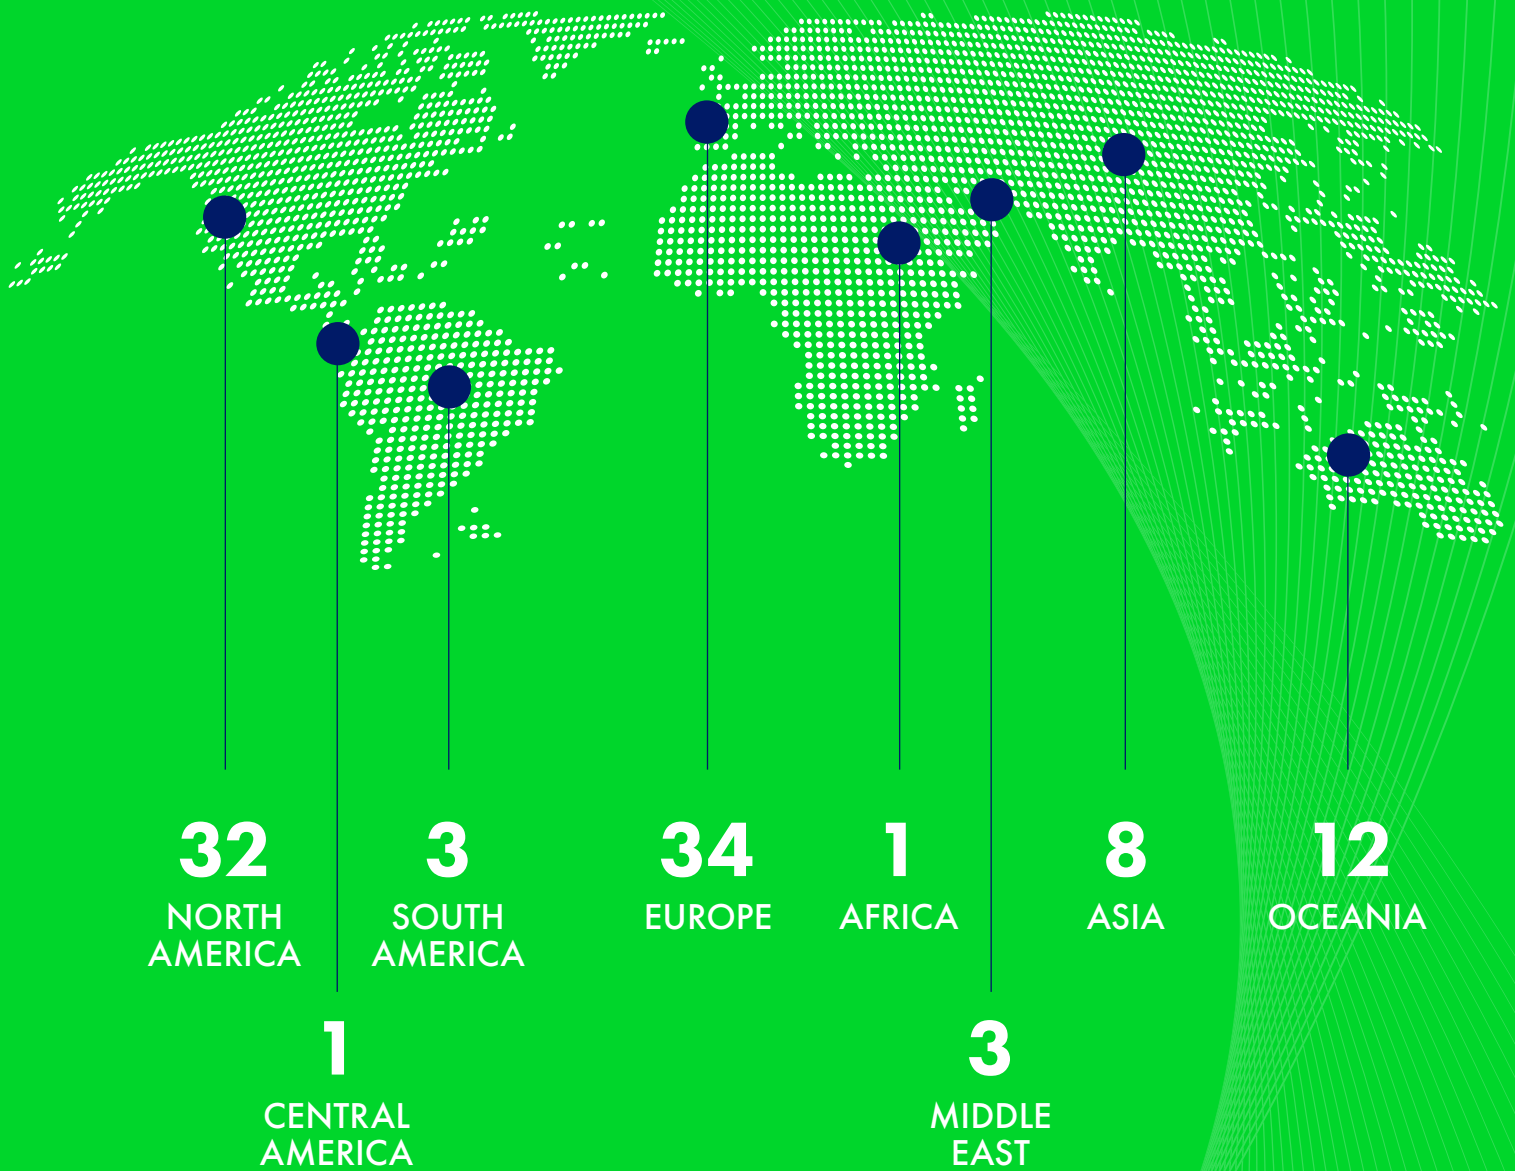 32
NORTH
AMERICA
3
SOUTH
AMERICA
34
EUROPE
1
AFRICA
8
ASIA
12
OCEANIA
1
CENTRAL
AMERICA
3
MIDDLE
EAST